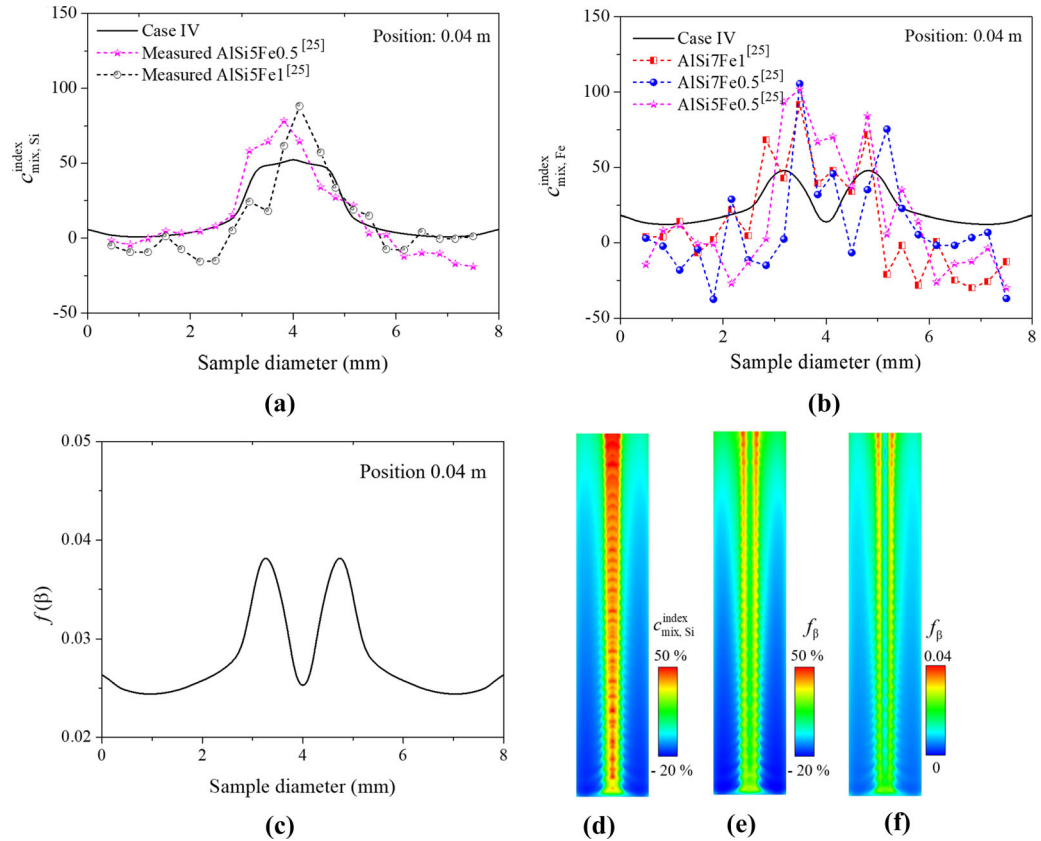 150
100
50
0
-50
c index mix, Si
Case IV
Measured AlSi5Fe0.5 [25]
Measured AlSi5Fe1 [25]
Position: 0.04 m
0 2 4 6 8
Sample diameter (mm)
(a)
150
100
50
0
-50
c index mix, Fe
Case IV
AlSi7Fe1 [25]
AlSi7Fe0.5 [25]
AlSi5Fe0.5 [25]
Position: 0.04 m
0 2 4 6 8
Sample diameter (mm)
(b)
0.05
0.04
0.03
0.02
f (β)
Position 0.04 m
0 2 4 6 8
Sample diameter (mm)
(c)
c index mix, Si
50 %
- 20 %
(d)
fβ
50 %
- 20 %
(e)
fβ
0.04
0
(f)